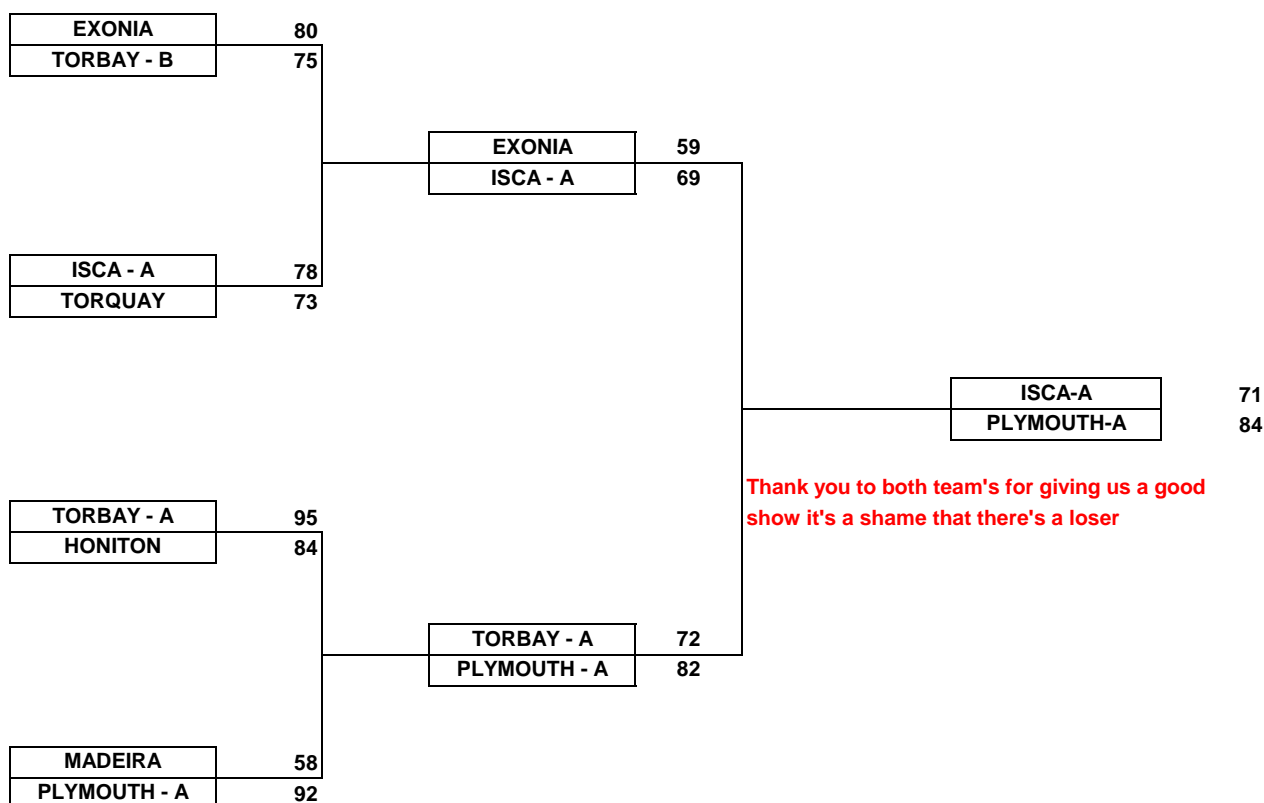 EXONIA 80
TORBAY - B 75
EXONIA 59
ISCA - A 69
ISCA - A 78
TORQUAY 73
ISCA-A 71
PLYMOUTH-A 84
Thank you to both team's for giving us a good
show it's a shame that there's a loser
TORBAY - A 95
HONITON 84
TORBAY - A 72
PLYMOUTH - A 82
MADEIRA 58
PLYMOUTH - A 92